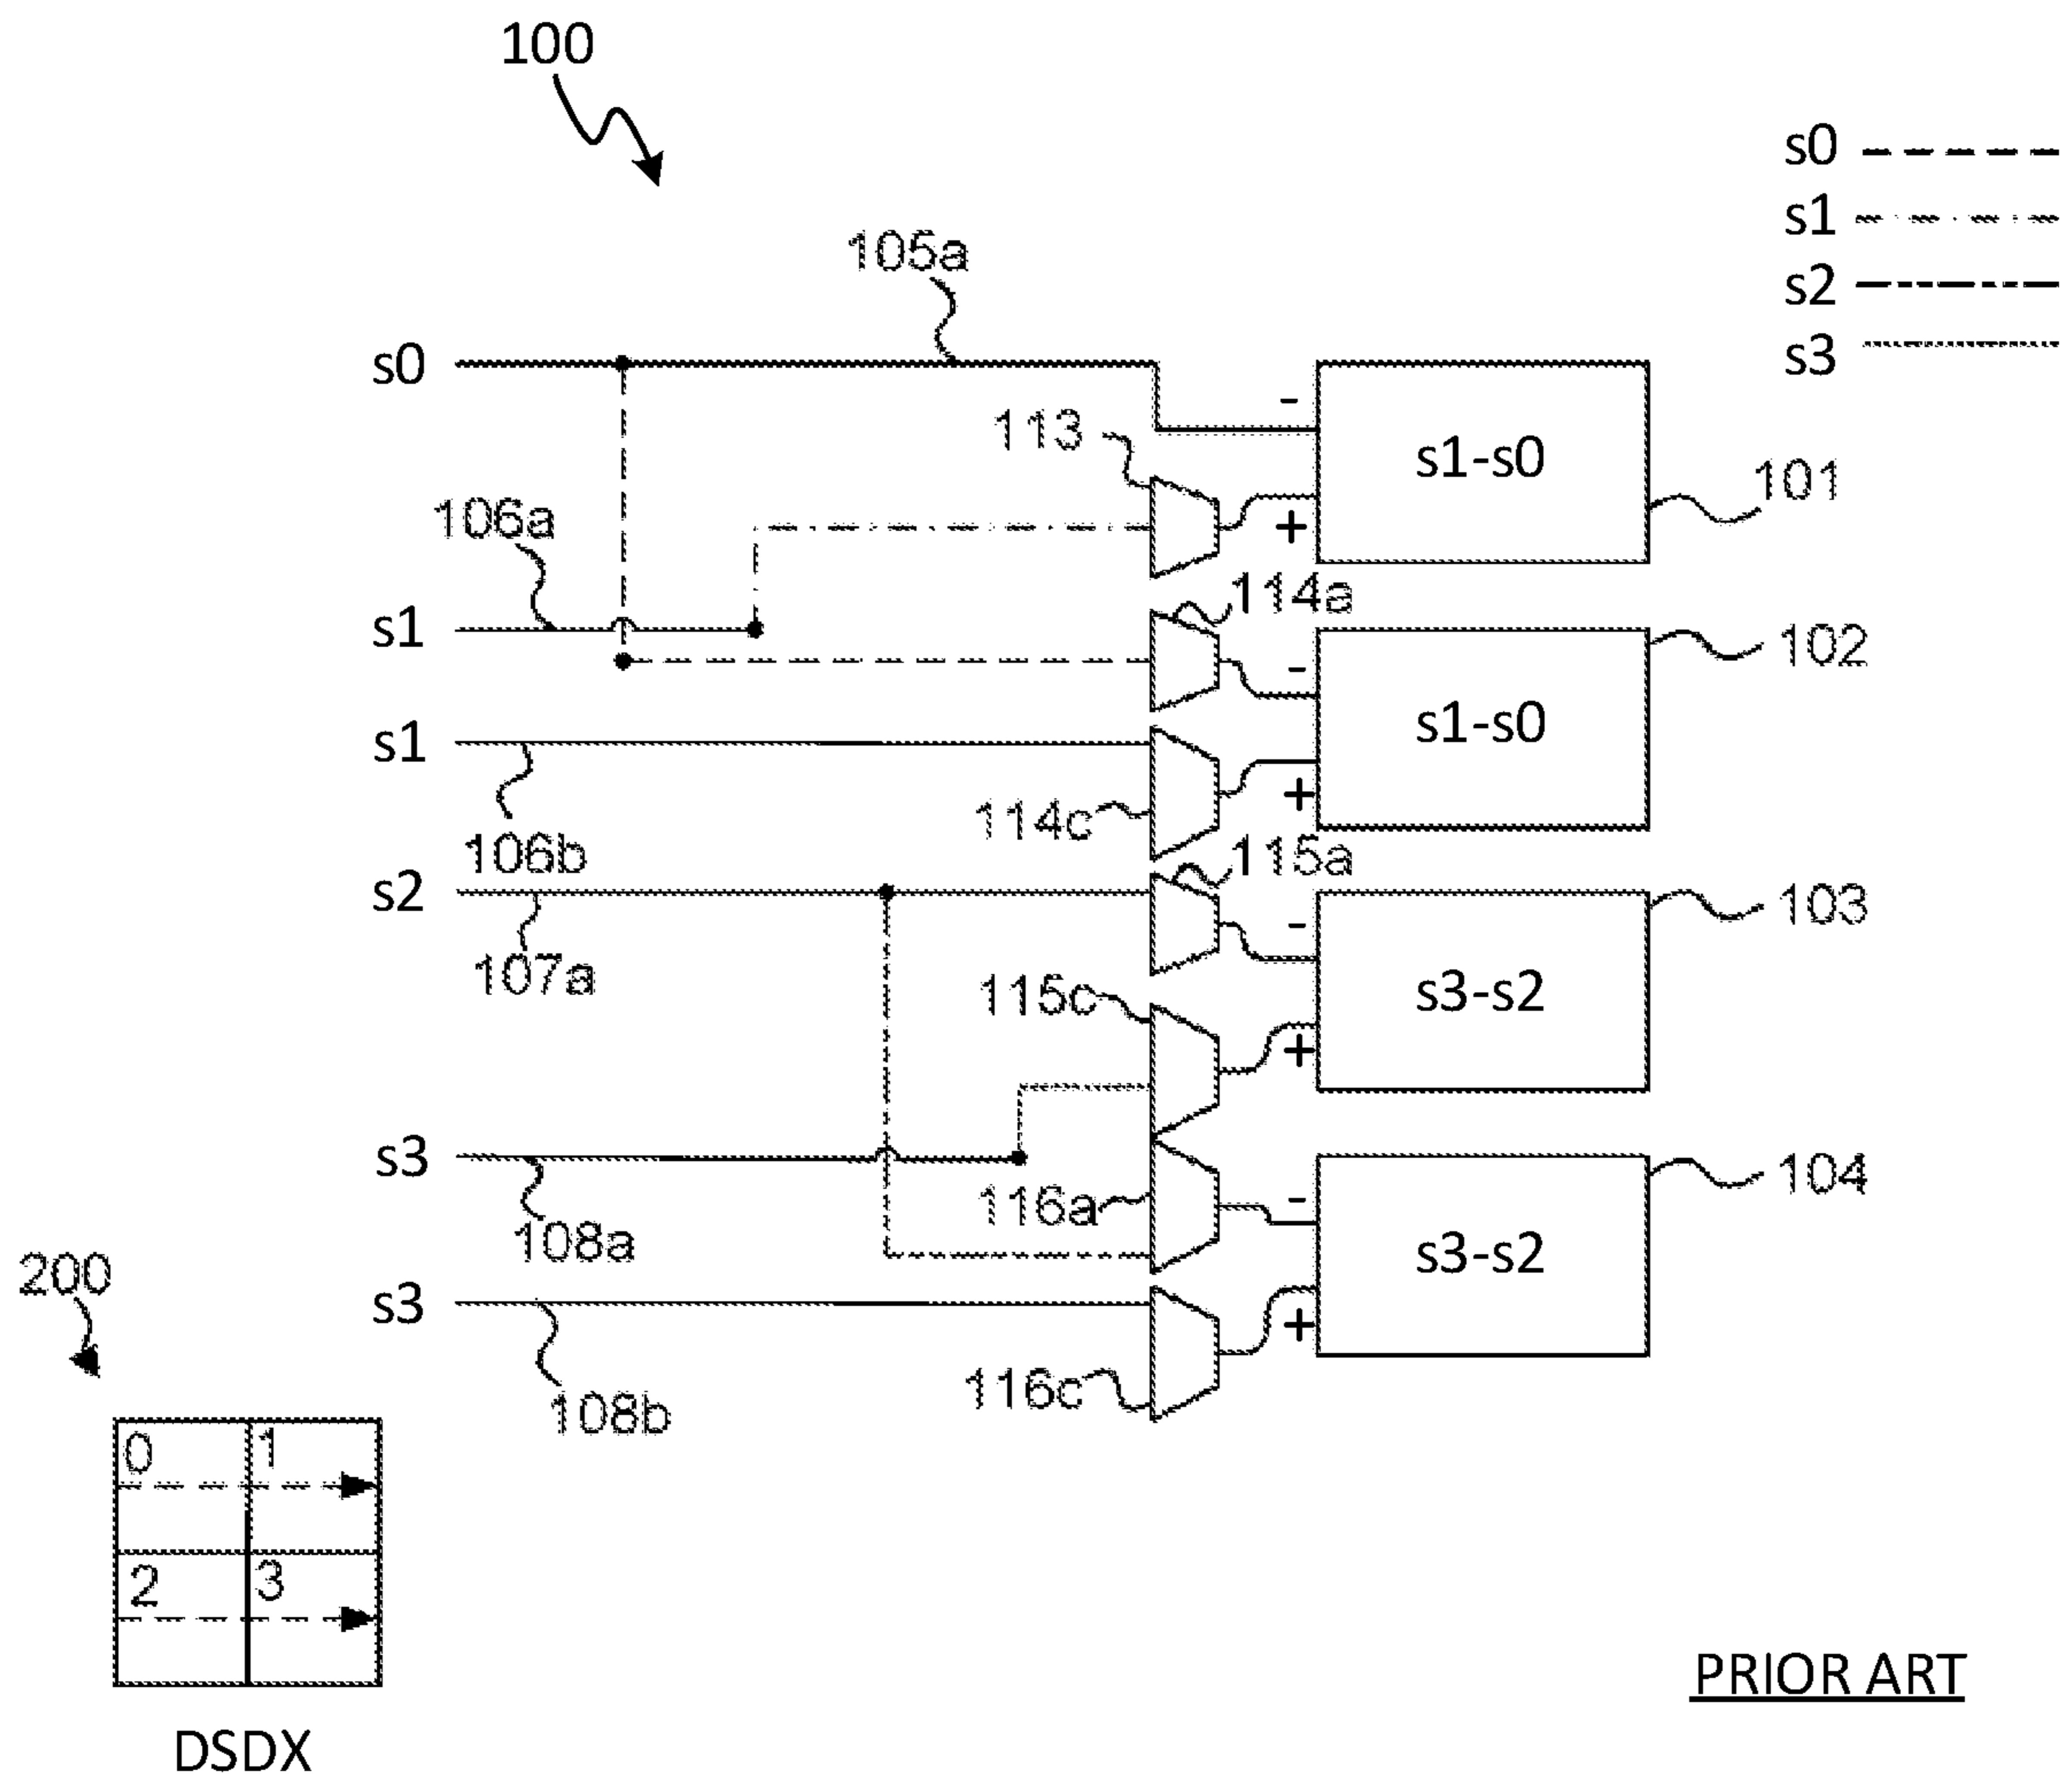 100
s0
s1
s2
s3
105a
s0
-
113
s1-s0
+
101
106a
114a
s1
102
-
s1-s0
s1
+
114c
106b
115a
s2
103
-
107a
115c
s3-s2
+
s3
104
116a
-
108a
s3-s2
200
s3
+
116c
108b
0 1
2 3
PRIOR ART
DSDX